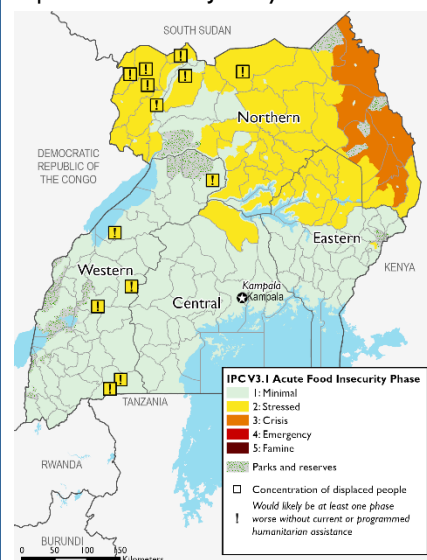 SOUTH SUDAN
Northern
DEMOCRATIC
REPUBLIC OF
THE CONGO
Eastern
KENYA
Western
Kampala
Central
Kampala
TANZANIA
RWANDA
BURUNDI
0 50 100 150
Kilometers
IPC V3.1 Acute Food Insecurity Phase
1: Minimal
2: Stressed
3: Crisis
4: Emergency
5: Famine
Parks and reserves
Concentration of displaced people
! Would likely be at least one phase
worse without current or programmed
humanitarian assistance